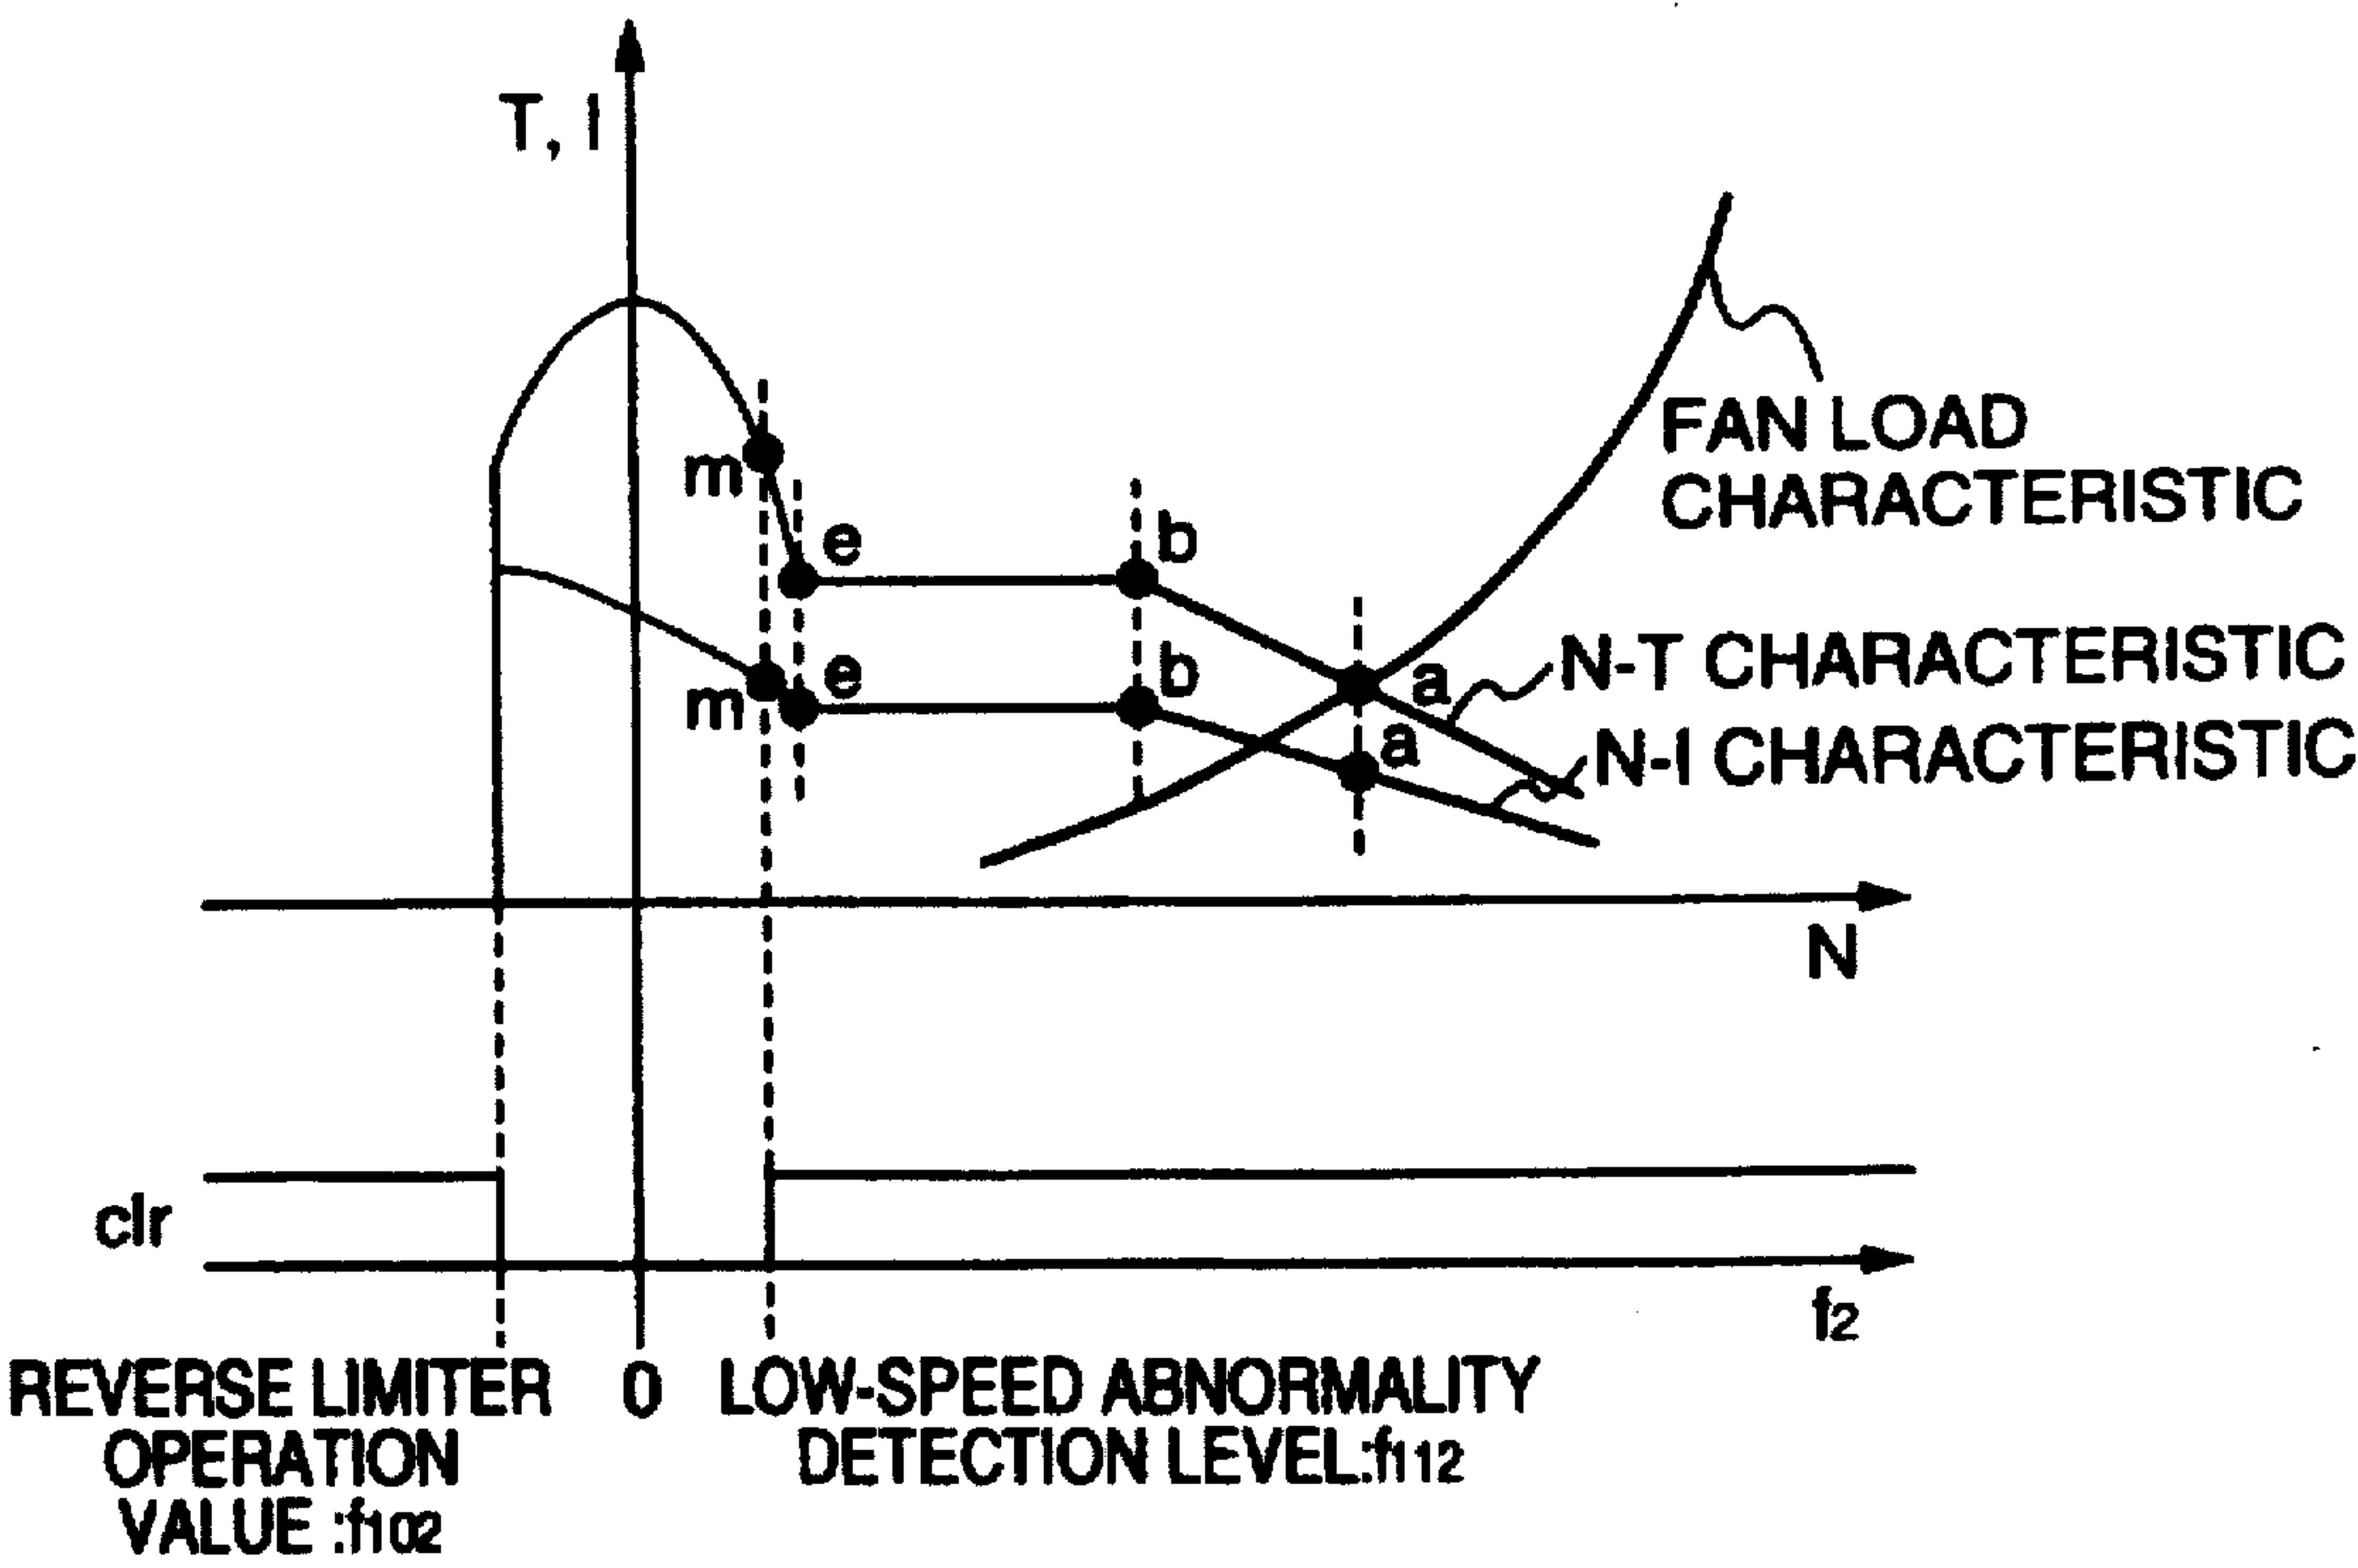 T, I
FAN LOAD
CHARACTERISTIC
m
e
b
N-T CHARACTERISTIC
a
m
e
b
a
N-I CHARACTERISTIC
N
clr
f2
REVERSE LIMITER
OPERATION
VALUE :f102
0
LOW-SPEED ABNORMALITY
DETECTION LEVEL:f112